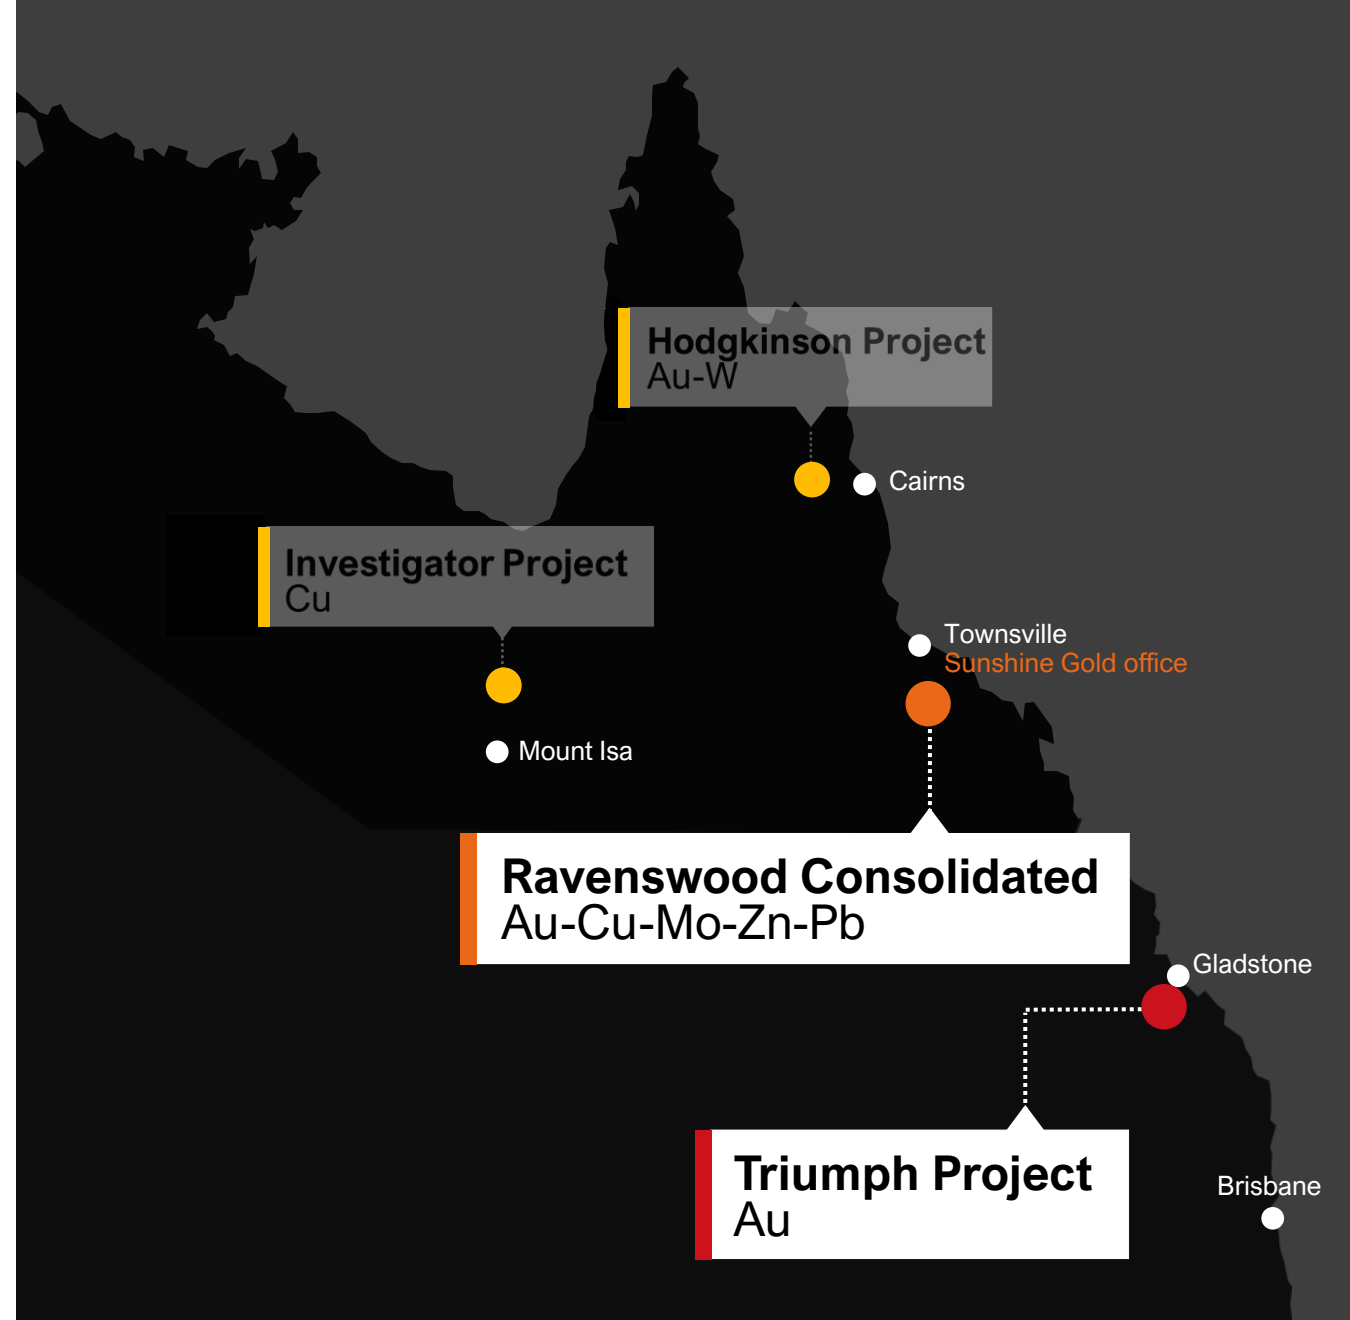 Hodgkinson Project
Au-W
Cairns
Investigator Project
Cu
Townsville
Sunshine Gold office
Mount Isa
Ravenswood Consolidated
Au-Cu-Mo-Zn-Pb
Gladstone
Triumph Project
Au
Brisbane